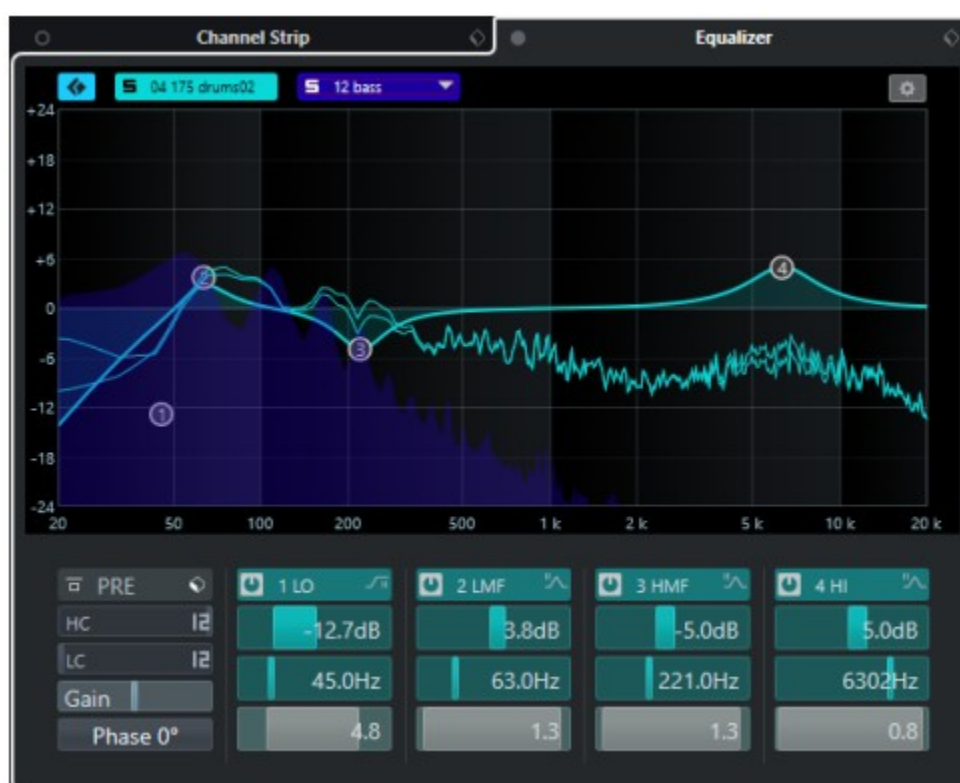 Channel Strip Equalizer
S 04 175 drums02 S 12 bass
+24
+18
+12
+6
0
-6
-12
-18
-24
2
4
3
1
20 50 100 200 500 1 k 2 k 5 k 10 k 20 k
PRE 1 LO 2 LMF 3 HMF 4 HI
HC 12 -12.7dB 3.8dB -5.0dB 5.0dB
LC 12 45.0Hz 63.0Hz 221.0Hz 6302Hz
Gain
Phase 0° 4.8 1.3 1.3 0.8